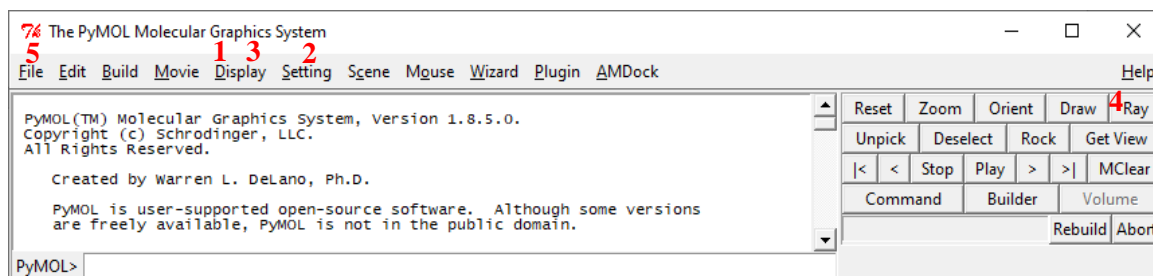 The PyMOL Molecular Graphics System
5 1 3 2
File Edit Build Movie Display Setting Scene Mouse Wizard Plugin AMDock Help
PyMOL(TM) Molecular Graphics System, Version 1.8.5.0.
Copyright (c) Schrodinger, LLC.
All Rights Reserved.
Created by Warren L. DeLano, Ph.D.
PyMOL is user-supported open-source software. Although some versions
are freely available, PyMOL is not in the public domain.
PyMOL>
Reset Zoom Orient Draw 4 Ray
Unpick Deselect Rock Get View
|< < Stop Play > >| MClear
Command Builder Volume
Rebuild Abort